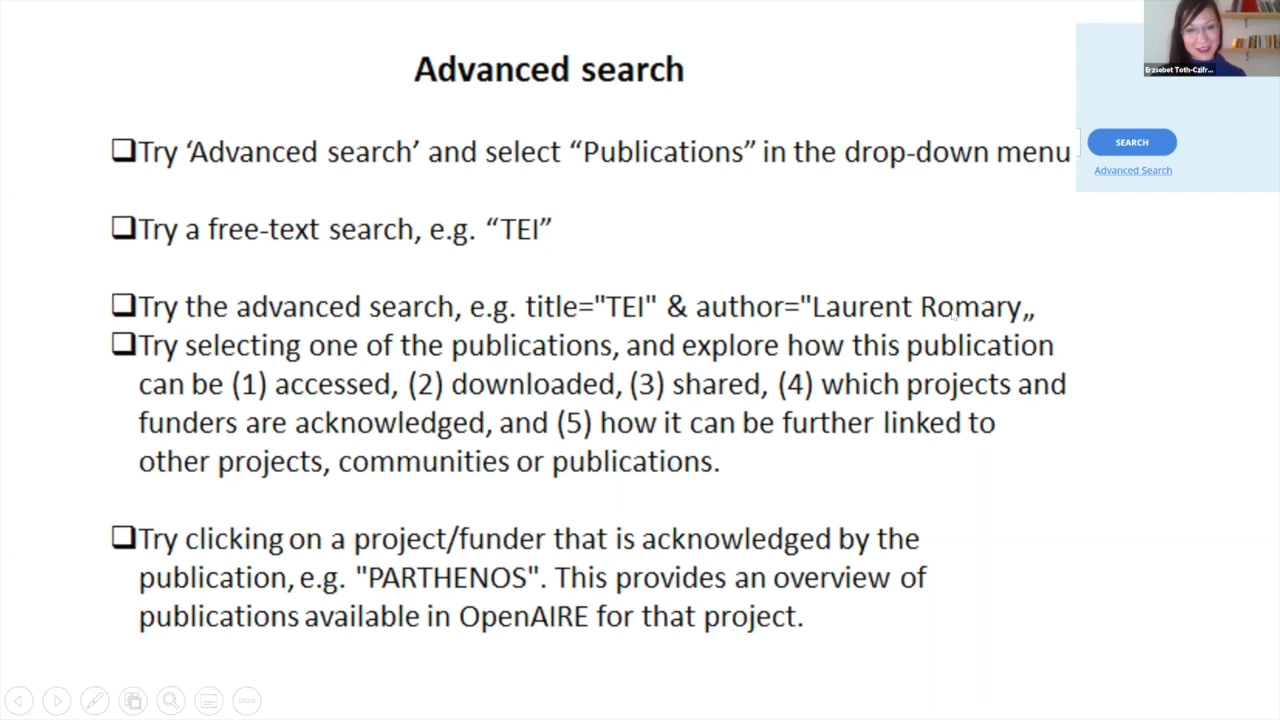 Advanced search
Erzsebet Toth-Czifr...
❑Try ‘Advanced search’ and select “Publications” in the drop-down menu
SEARCH
Advanced Search
❑Try a free-text search, e.g. “TEI”
❑Try the advanced search, e.g. title="TEI" & author="Laurent Romary„
❑Try selecting one of the publications, and explore how this publication
can be (1) accessed, (2) downloaded, (3) shared, (4) which projects and
funders are acknowledged, and (5) how it can be further linked to
other projects, communities or publications.
❑Try clicking on a project/funder that is acknowledged by the
publication, e.g. "PARTHENOS". This provides an overview of
publications available in OpenAIRE for that project.